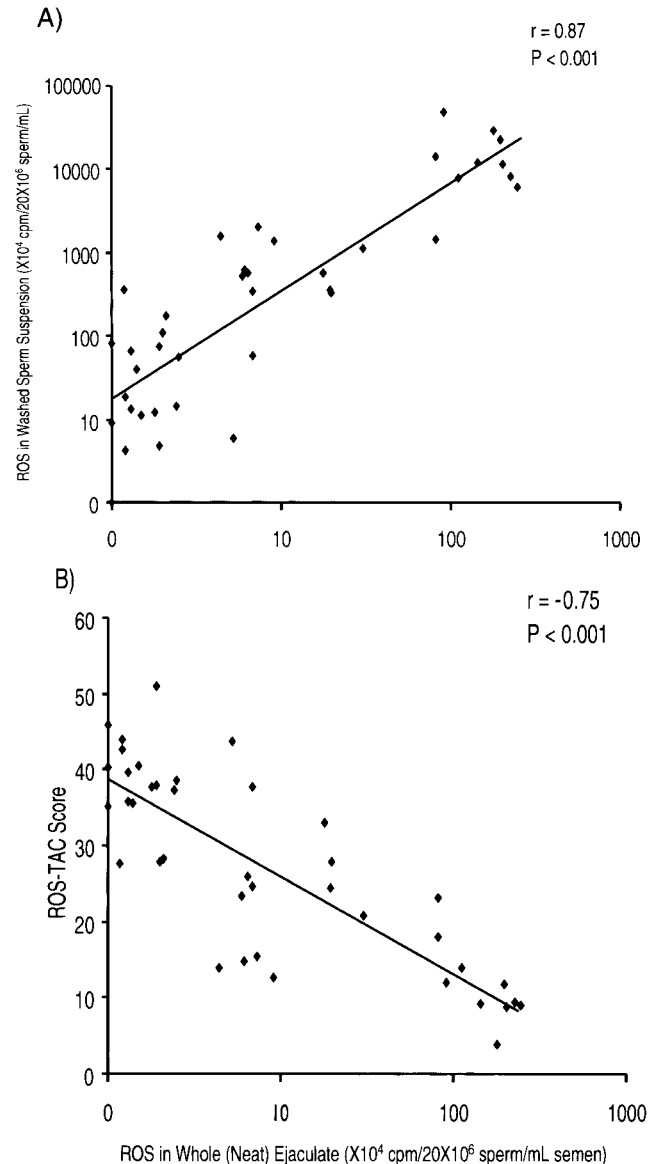 A)
r = 0.87
P < 0.001
ROS in Washed Sperm Suspension (X10⁴ cpm/20X10⁶ sperm/mL)
100000
10000
1000
100
10
0
0 10 100 1000
B)
r = -0.75
P < 0.001
ROS-TAC Score
60
50
40
30
20
10
0
0 10 100 1000
ROS in Whole (Neat) Ejaculate (X10⁴ cpm/20X10⁶ sperm/mL semen)